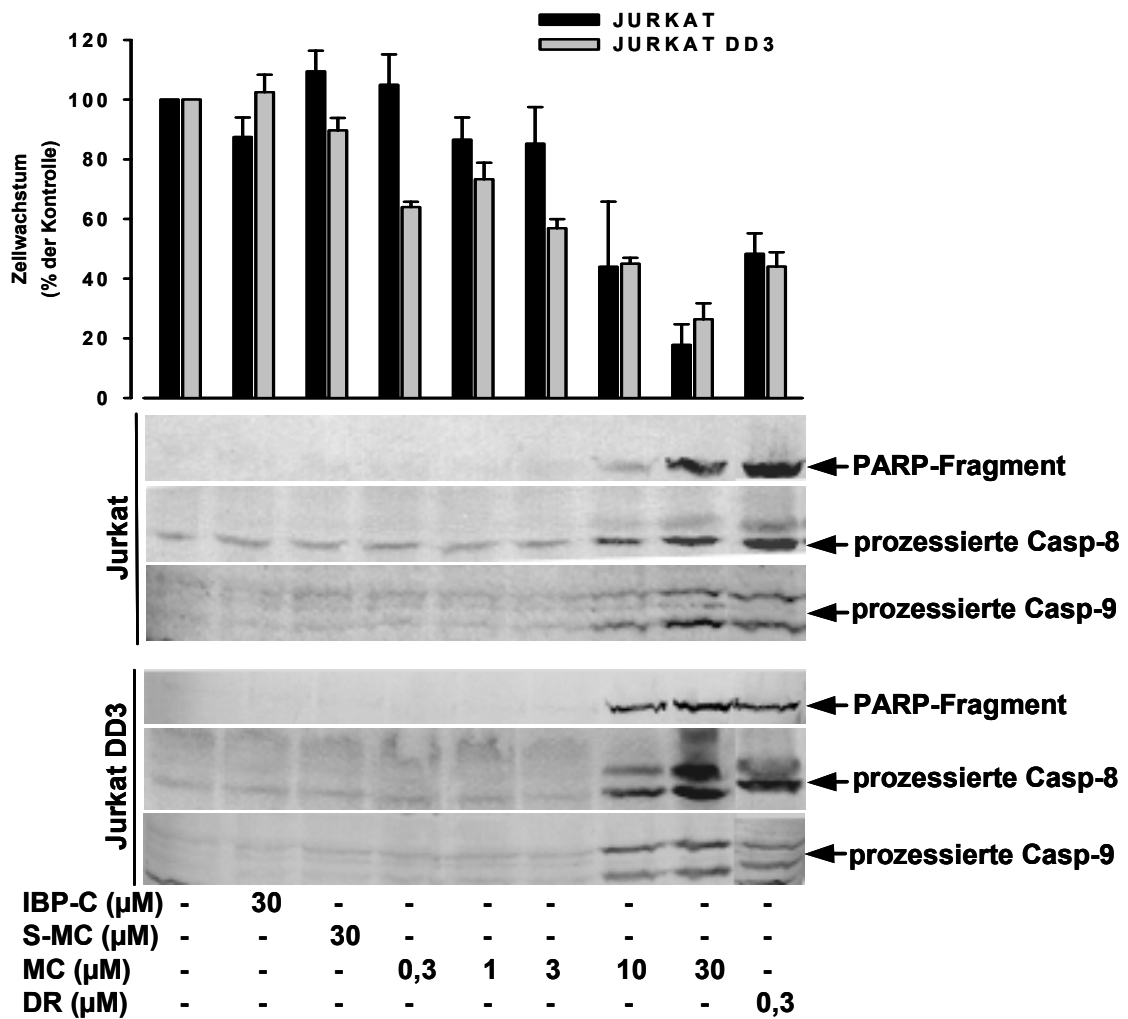 JURKAT
JURKAT DD3
Zellwachstum
(% der Kontrolle)
120
100
80
60
40
20
0
Jurkat
PARP-Fragment
prozessierte Casp-8
prozessierte Casp-9
Jurkat DD3
PARP-Fragment
prozessierte Casp-8
prozessierte Casp-9
IBP-C (µM) - 30 - - - - - - -
S-MC (µM) - - 30 - - - - - -
MC (µM) - - - 0,3 1 3 10 30 -
DR (µM) - - - - - - - - 0,3